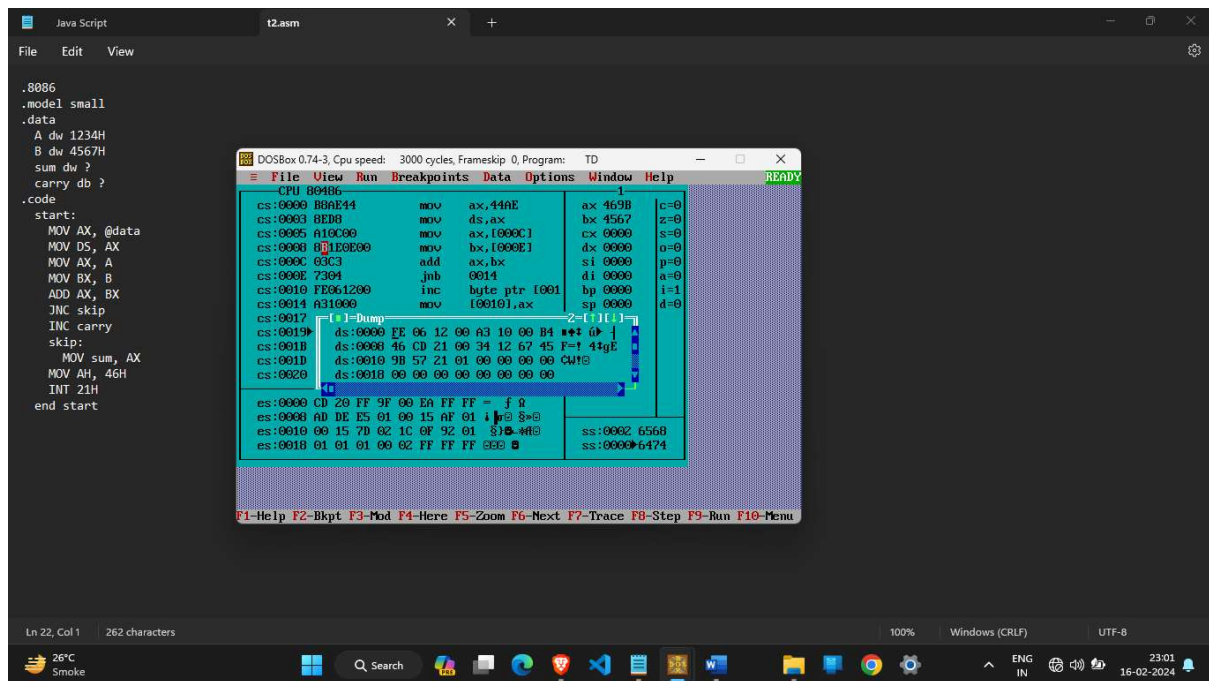 Java Script
t2.asm
File Edit View
.8086
.model small
.data
A dw 1234H
B dw 4567H
sum dw ?
carry db ?
.code
start:
MOV AX, @data
MOV DS, AX
MOV AX, A
MOV BX, B
ADD AX, BX
JNC skip
INC carry
skip:
MOV sum, AX
MOV AH, 46H
INT 21H
end start
DOSBox 0.74-3, Cpu speed: 3000 cycles, Frameskip 0, Program: TD
File View Run Breakpoints Data Options Window Help READY
CPU 80486 1
cs:0000 B8AE44 mov ax,44AE ax 469B c=0
cs:0003 8ED8 mov ds,ax bx 4567 z=0
cs:0005 A10C00 mov ax,[000C] cx 0000 s=0
cs:0008 8B1E0E00 mov bx,[000E] dx 0000 o=0
cs:000C 03C3 add ax,bx si 0000 p=0
cs:000E 7304 jnb 0014 di 0000 a=0
cs:0010 FE061200 inc byte ptr [001 bp 0000 i=1
cs:0014 A31000 mov [0010],ax sp 0000 d=0
cs:0017 [■]=Dump 2=[↑][↓]
cs:0019 ds:0000 FE 06 12 00 A3 10 00 B4
cs:001B ds:0008 46 CD 21 00 34 12 67 45 F=! 4↕gE
cs:001D ds:0010 9B 57 21 01 00 00 00 00 ¢W!☺
cs:0020 ds:0018 00 00 00 00 00 00 00 00
es:0000 CD 20 FF 9F 00 EA FF FF = ƒ Ω
es:0008 AD DE E5 01 00 15 AF 01
es:0010 00 15 7D 02 1C 0F 92 01 ss:0002 6568
es:0018 01 01 01 00 02 FF FF FF ss:0000 6474
F1-Help F2-Bkpt F3-Mod F4-Here F5-Zoom F6-Next F7-Trace F8-Step F9-Run F10-Menu
Ln 22, Col 1 262 characters 100% Windows (CRLF) UTF-8
26°C
Smoke
Search
PRE
ENG
IN
23:01
16-02-2024